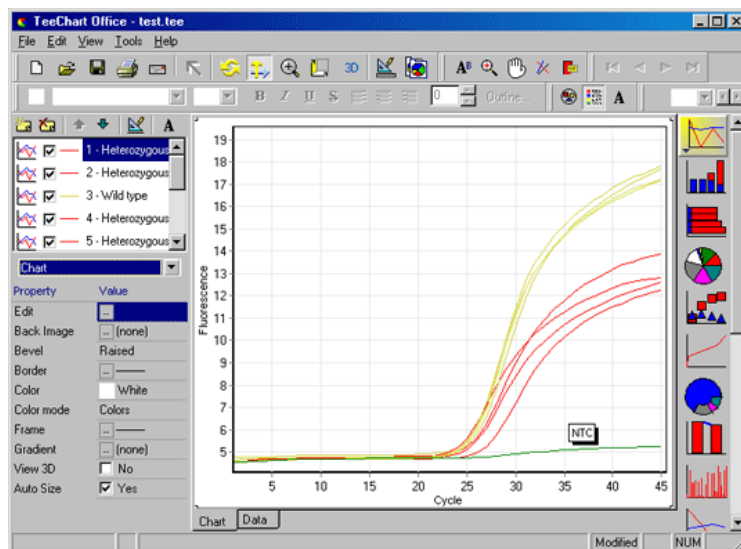 TeeChart Office - test.tee
File Edit View Tools Help
3D A B
B I U S 0 Outline... A
A
1 - Heterozygous
2 - Heterozygous
3 - Wild type
4 - Heterozygous
5 - Heterozygous
Chart
Property Value
Edit ...
Back Image ... (none)
Bevel Raised
Border ...
Color White
Color mode Colors
Frame ...
Gradient ... (none)
View 3D No
Auto Size Yes
19
18
17
16
15
14
13
12
11
10
9
8
7
6
5
Fluorescence
NTC
5 10 15 20 25 30 35 40 45
Cycle
Chart Data
Modified NUM